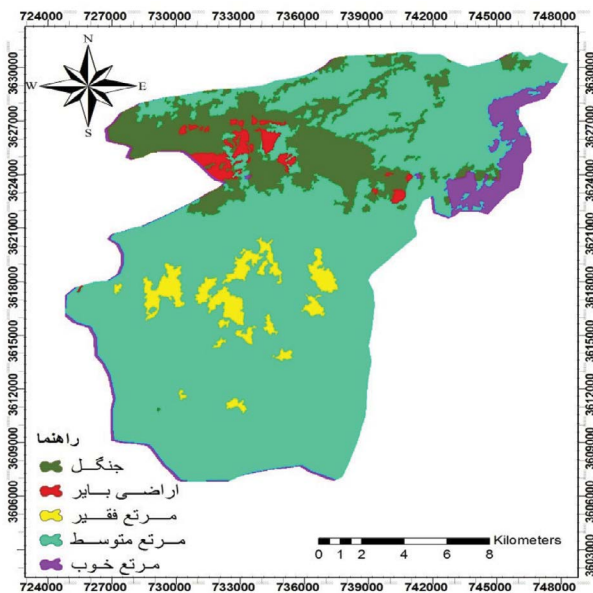 724000 727000 730000 733000 736000 739000 742000 745000 748000
N
W E
S
3630000 3630000
3627000 3627000
3624000 3624000
3621000 3621000
3618000 3618000
3615000 3615000
3612000 3612000
3609000 3609000
3606000 3606000
3603000 3603000
راهنما
جنگل
اراضی بایر
مرتع فقیر
مرتع متوسط
مرتع خوب
Kilometers
0 1 2 4 6 8
724000 727000 730000 733000 736000 739000 742000 745000 748000